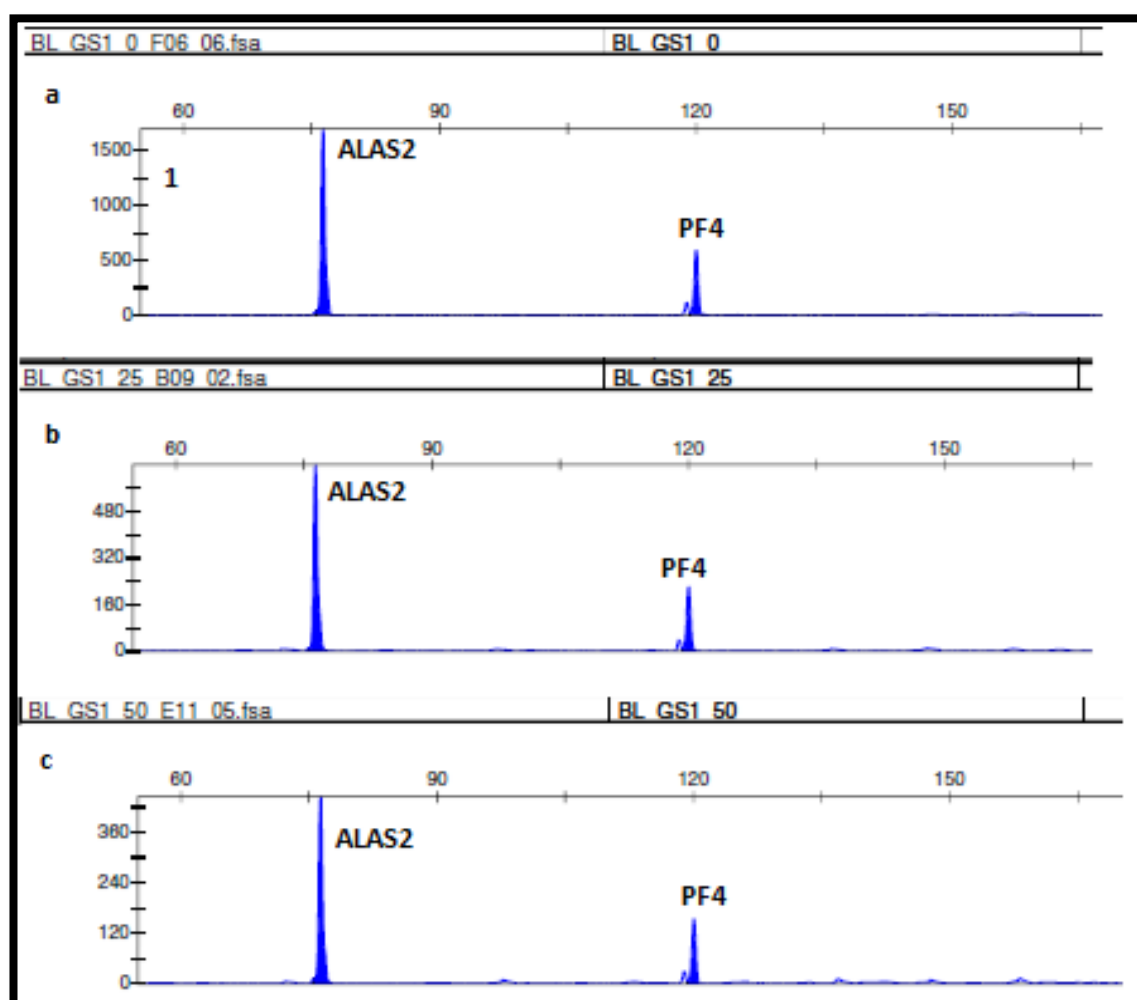 BL_GS1_0_F06_06.fsa BL_GS1_0
a
60 90 120 150
ALAS2
1500
1
1000
PF4
500
0
BL_GS1_25_B09_02.fsa BL_GS1_25
b
60 90 120 150
ALAS2
480
320
PF4
160
0
BL_GS1_50_E11_05.fsa BL_GS1_50
c
60 90 120 150
360
ALAS2
240
PF4
120
0